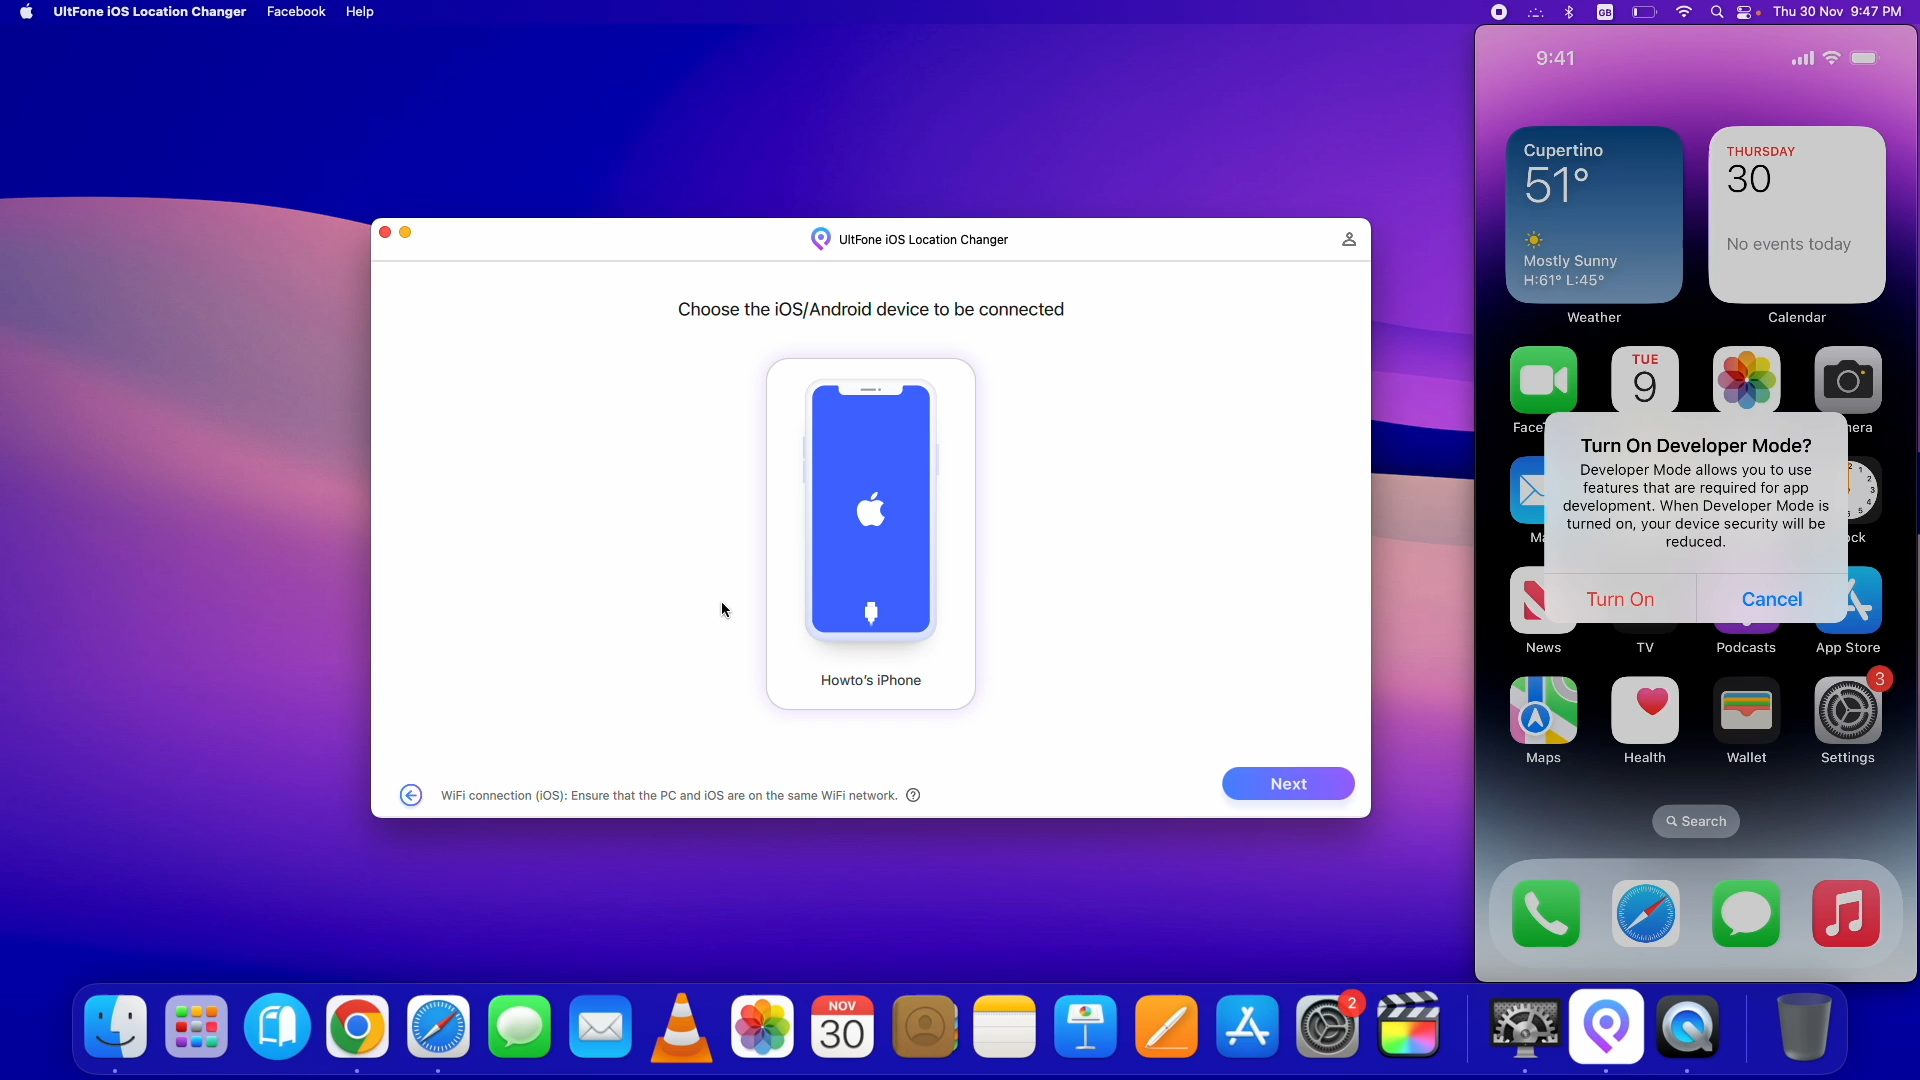 UltFone iOS Location Changer Facebook Help
GB Thu 30 Nov 9:47 PM
UltFone iOS Location Changer
Choose the iOS/Android device to be connected
Howto's iPhone
WiFi connection (iOS): Ensure that the PC and iOS are on the same WiFi network. ?
Next
9:41
Cupertino
51°
Mostly Sunny
H:61° L:45°
Weather
THURSDAY
30
No events today
Calendar
TUE
9
Turn On Developer Mode?
Developer Mode allows you to use
features that are required for app
development. When Developer Mode is
turned on, your device security will be
reduced.
Turn On Cancel
News TV Podcasts App Store
3
Maps Health Wallet Settings
Search
NOV
30
2